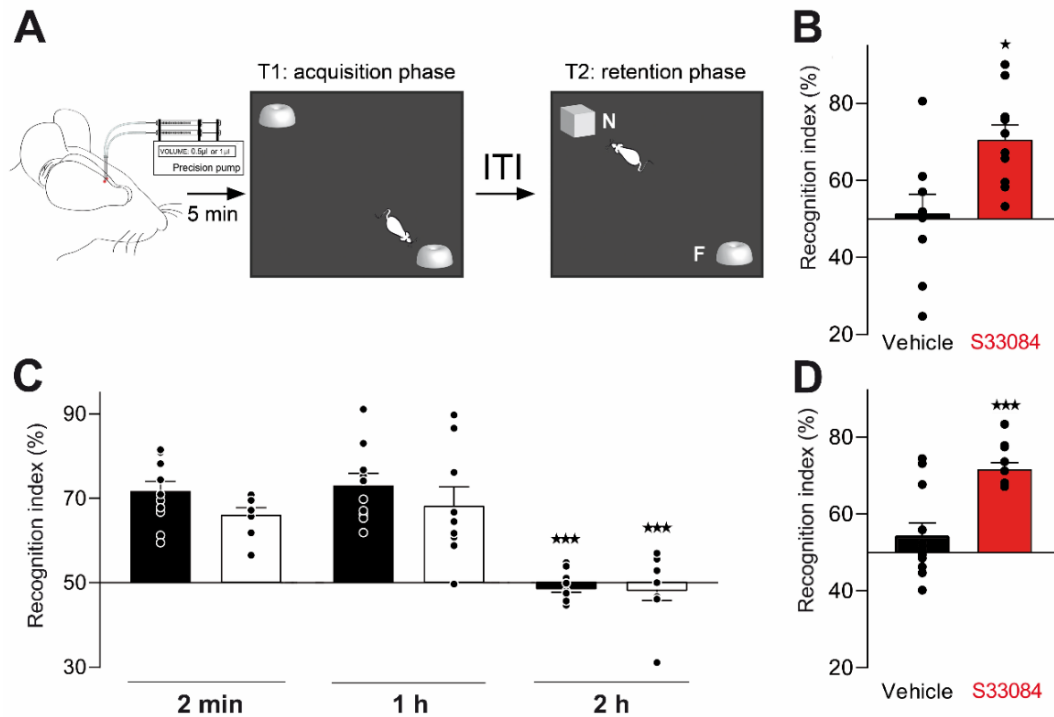 A
T1: acquisition phase
T2: retention phase
VOLUME: 0.5µl or 1µl
Precision pump
5 min
ITI
N
F
B
Recognition index (%)
80
60
40
20
Vehicle
S33084
C
Recognition index (%)
90
70
50
30
2 min
1 h
2 h
D
Recognition index (%)
80
60
40
20
Vehicle
S33084